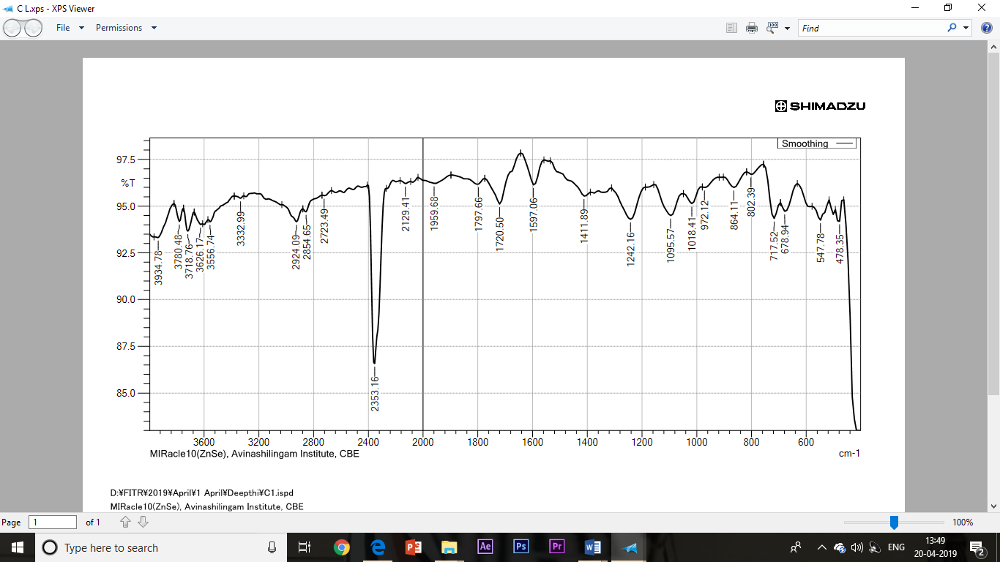 C L.xps - XPS Viewer
File Permissions
100
Find
SHIMADZU
Smoothing
97.5
%T
95.0
92.5
90.0
87.5
85.0
3934.78
3780.48
3718.76
3626.17
3556.74
3332.99
2924.09
2854.65
2723.49
2353.16
2129.41
1959.68
1797.66
1720.50
1597.06
1411.89
1242.16
1095.57
1018.41
972.12
864.11
802.39
717.52
678.94
547.78
478.35
3600 3200 2800 2400 2000 1800 1600 1400 1200 1000 800 600
MIRacle10(ZnSe), Avinashilingam Institute, CBE
cm-1
D:¥FITR¥2019¥April¥1 April¥Deepthi¥C1.ispd
MIRacle10(ZnSe), Avinashilingam Institute, CBE
Page 1 of 1 100%
Type here to search
Ae
Ps
Pr
ENG
13:49
20-04-2019
2